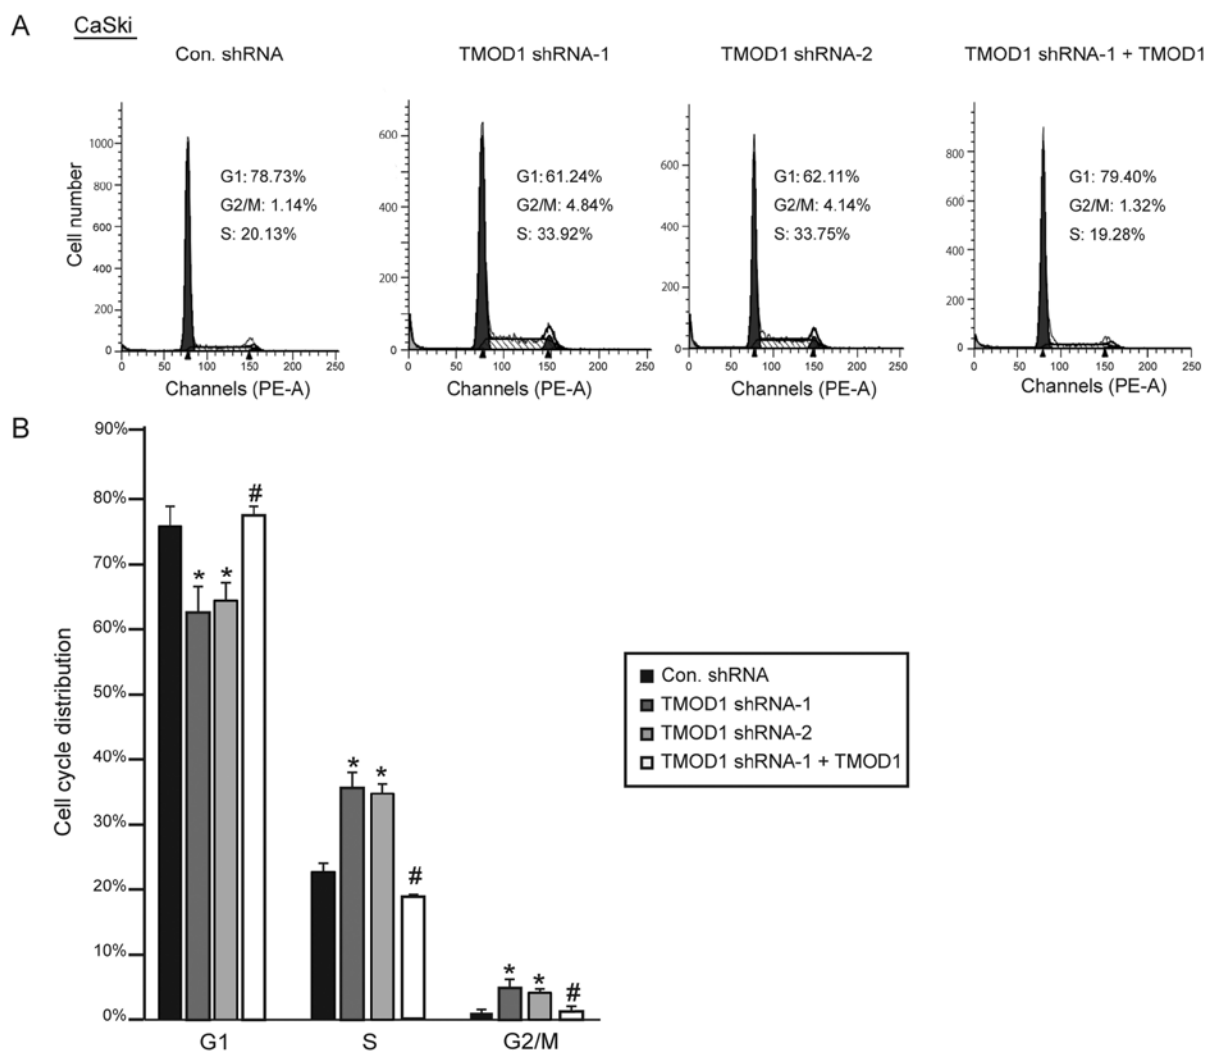 A
CaSki
Con. shRNA
TMOD1 shRNA-1
TMOD1 shRNA-2
TMOD1 shRNA-1 + TMOD1
Cell number
1000
800
600
400
200
0
0 50 100 150 200 250
Channels (PE-A)
G1: 78.73%
G2/M: 1.14%
S: 20.13%
600
400
200
0
0 50 100 150 200 250
Channels (PE-A)
G1: 61.24%
G2/M: 4.84%
S: 33.92%
600
400
200
0
0 50 100 150 200 250
Channels (PE-A)
G1: 62.11%
G2/M: 4.14%
S: 33.75%
800
600
400
200
0
0 50 100 150 200 250
Channels (PE-A)
G1: 79.40%
G2/M: 1.32%
S: 19.28%
B
Cell cycle distribution
90%
80%
70%
60%
50%
40%
30%
20%
10%
0%
* * #
* * #
* * #
G1 S G2/M
Con. shRNA
TMOD1 shRNA-1
TMOD1 shRNA-2
TMOD1 shRNA-1 + TMOD1